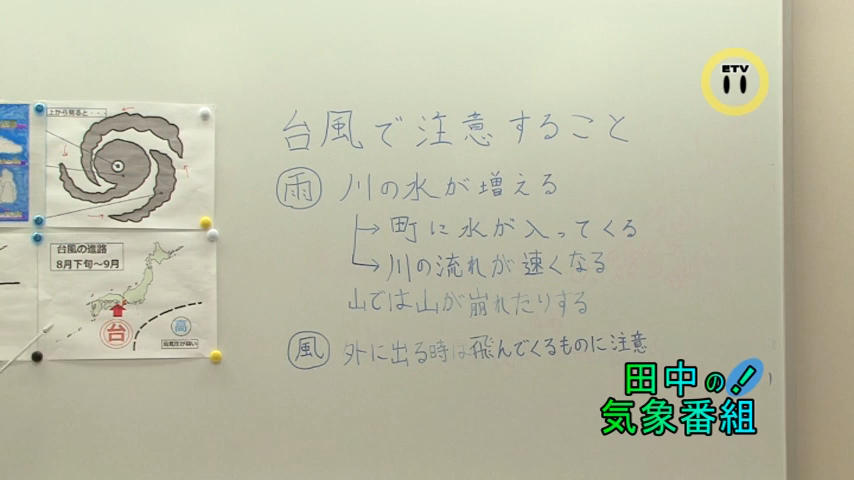 ETV
上から見ると・・・
台風の進路
8月下旬～9月
台
高
台風で注意すること
雨 川の水が増える
町に水が入ってくる
川の流れが速くなる
山では山が崩れたりする
風 外に出る時は飛んでくるものに注意
田中の!
気象番組